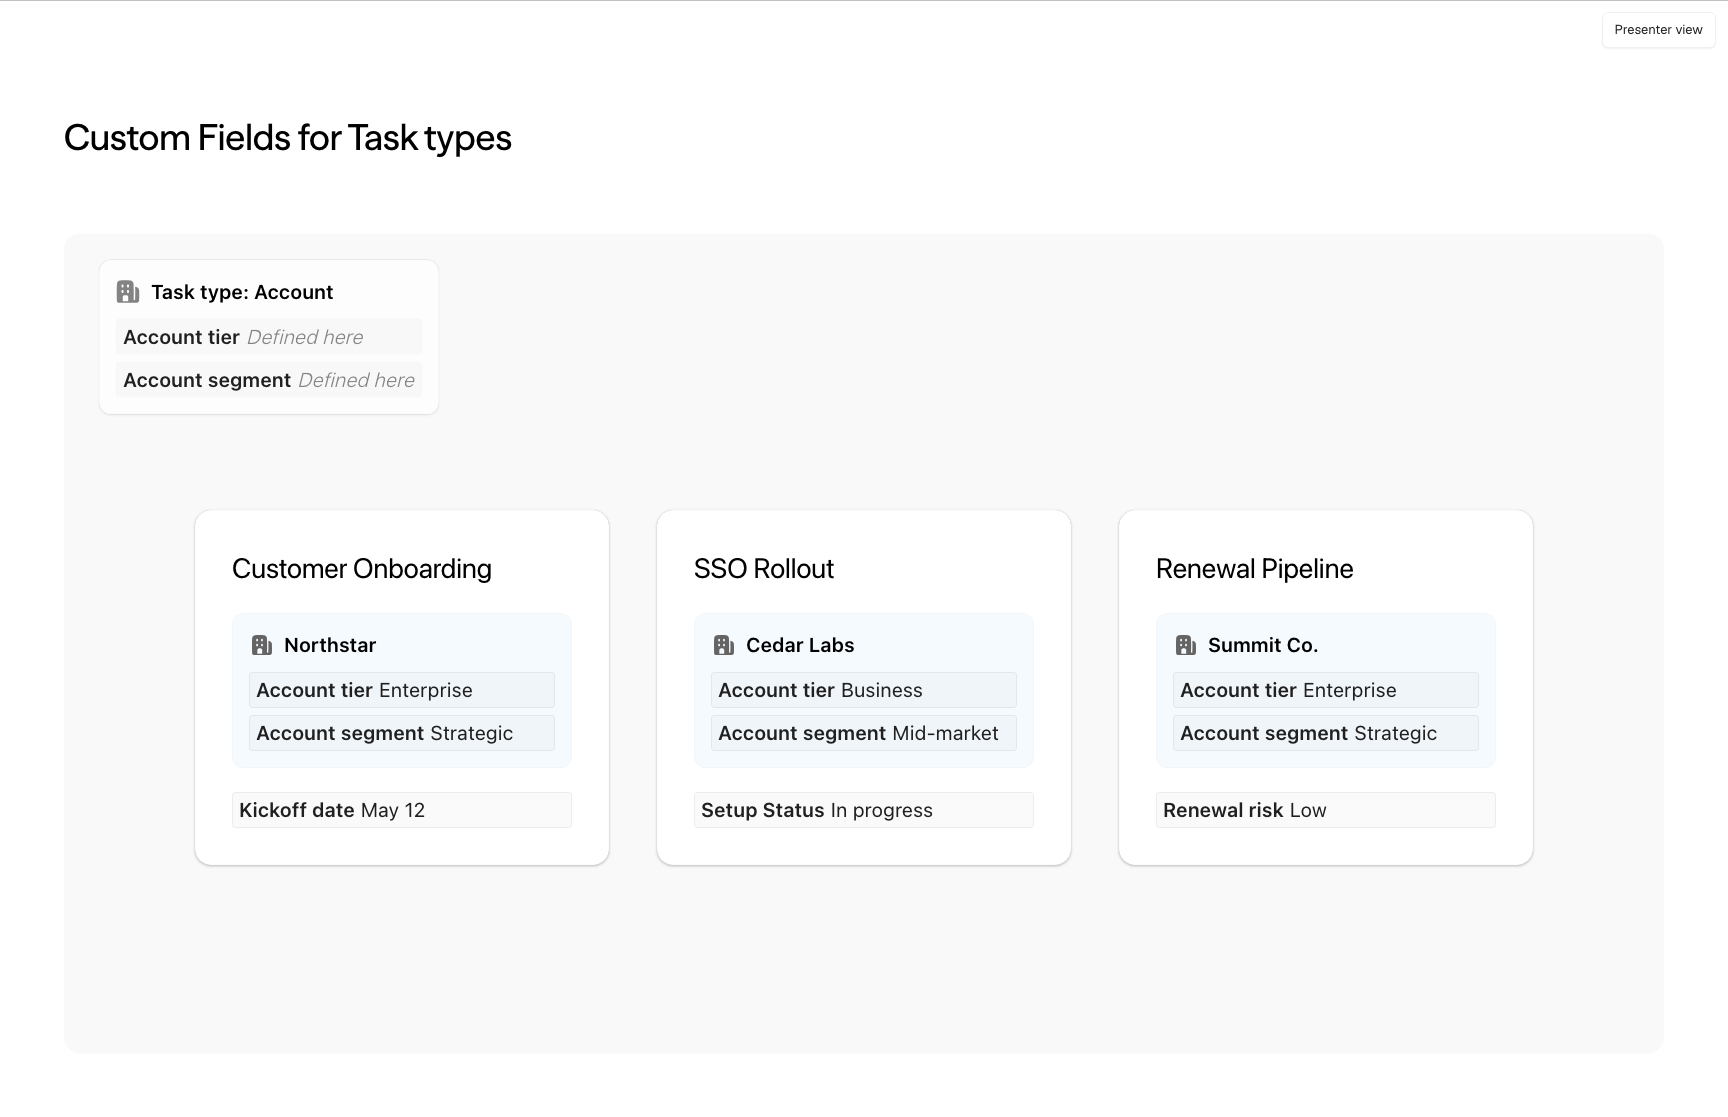 Presenter view
Custom Fields for Task types
Task type: Account
Account tier Defined here
Account segment Defined here
Customer Onboarding
Northstar
Account tier Enterprise
Account segment Strategic
Kickoff date May 12
SSO Rollout
Cedar Labs
Account tier Business
Account segment Mid-market
Setup Status In progress
Renewal Pipeline
Summit Co.
Account tier Enterprise
Account segment Strategic
Renewal risk Low